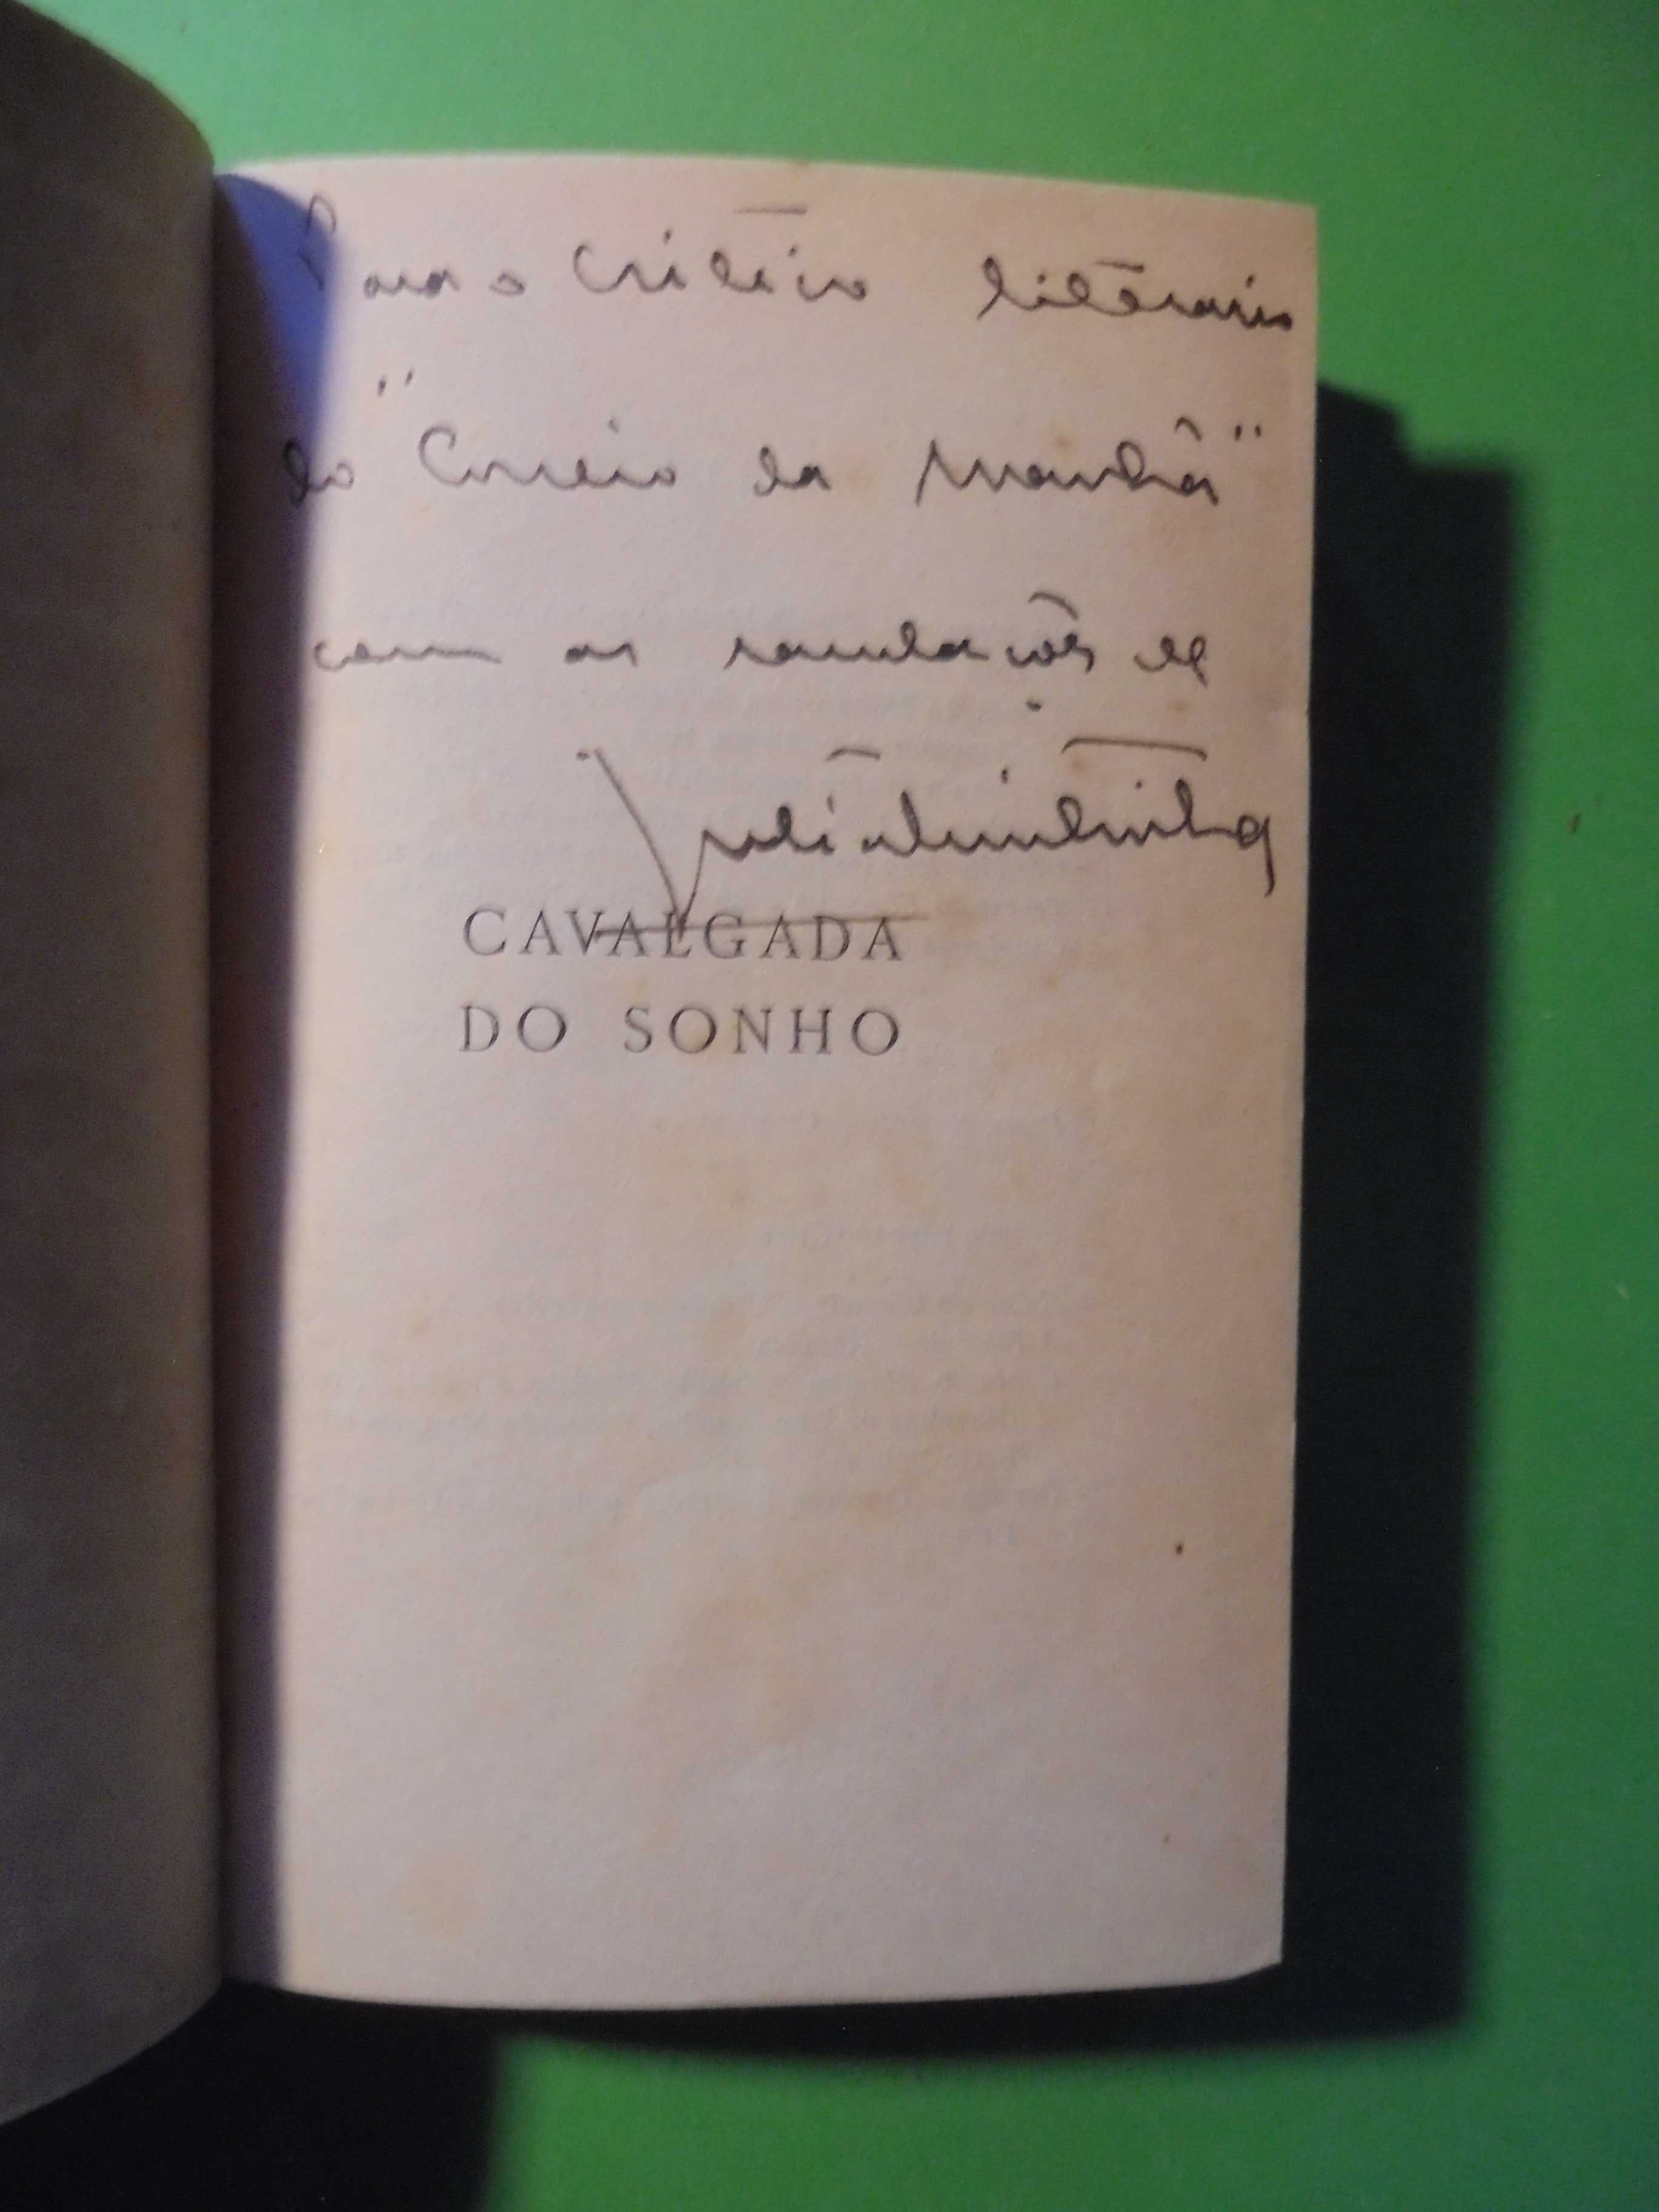 Para o Crítico literário
do "Correio da Manhã"
com as saudações de
CAVALGADA
DO SONHO